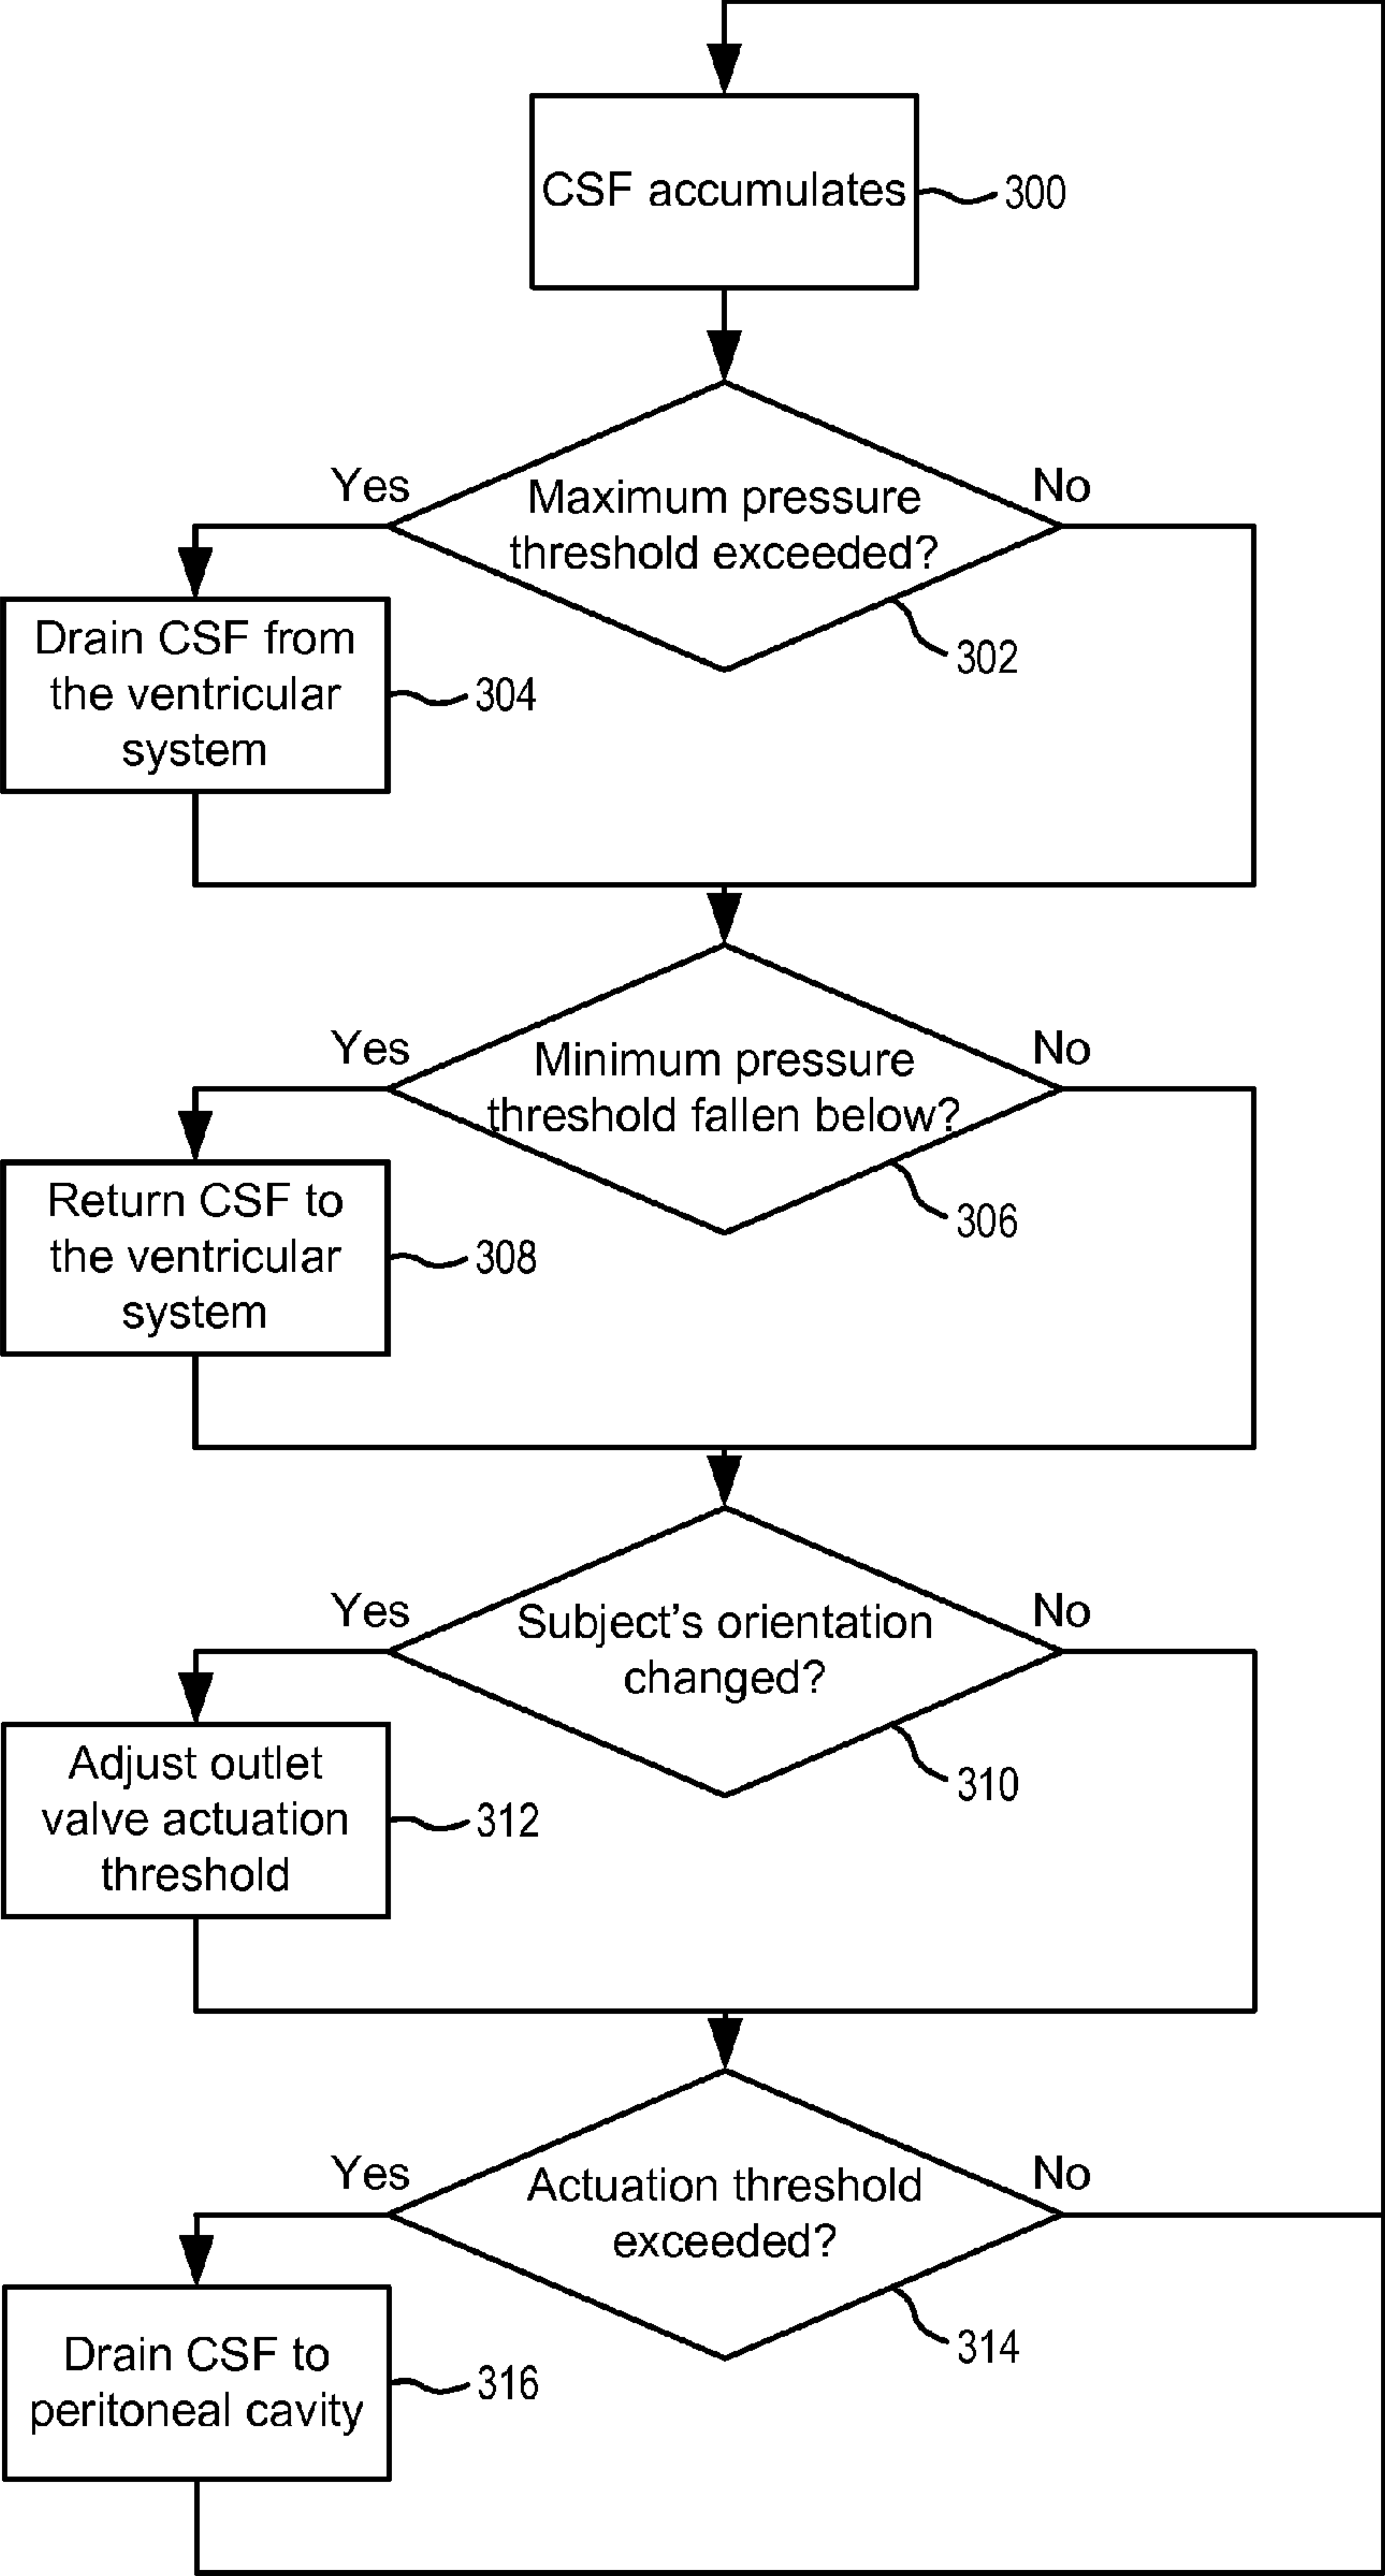 CSF accumulates
300
Yes
No
Maximum pressure
threshold exceeded?
302
Drain CSF from
the ventricular
system
304
Yes
No
Minimum pressure
threshold fallen below?
306
Return CSF to
the ventricular
system
308
Yes
No
Subject's orientation
changed?
310
Adjust outlet
valve actuation
threshold
312
Yes
No
Actuation threshold
exceeded?
314
Drain CSF to
peritoneal cavity
316